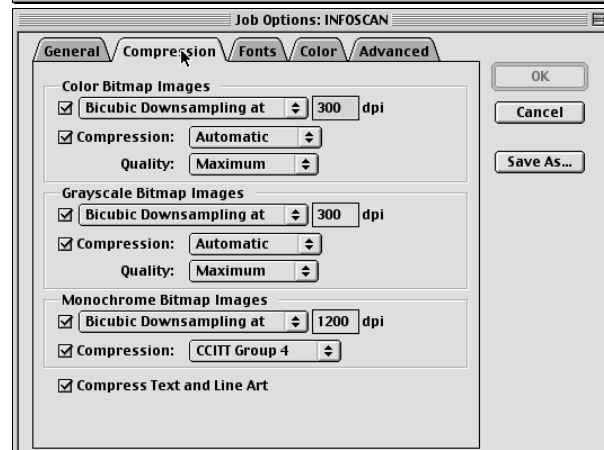 Job Options: INFOSCAN
General Compression Fonts Color Advanced
OK
Cancel
Save As...
Color Bitmap Images
Bicubic Downsampling at 300 dpi
Compression: Automatic
Quality: Maximum
Grayscale Bitmap Images
Bicubic Downsampling at 300 dpi
Compression: Automatic
Quality: Maximum
Monochrome Bitmap Images
Bicubic Downsampling at 1200 dpi
Compression: CCITT Group 4
Compress Text and Line Art